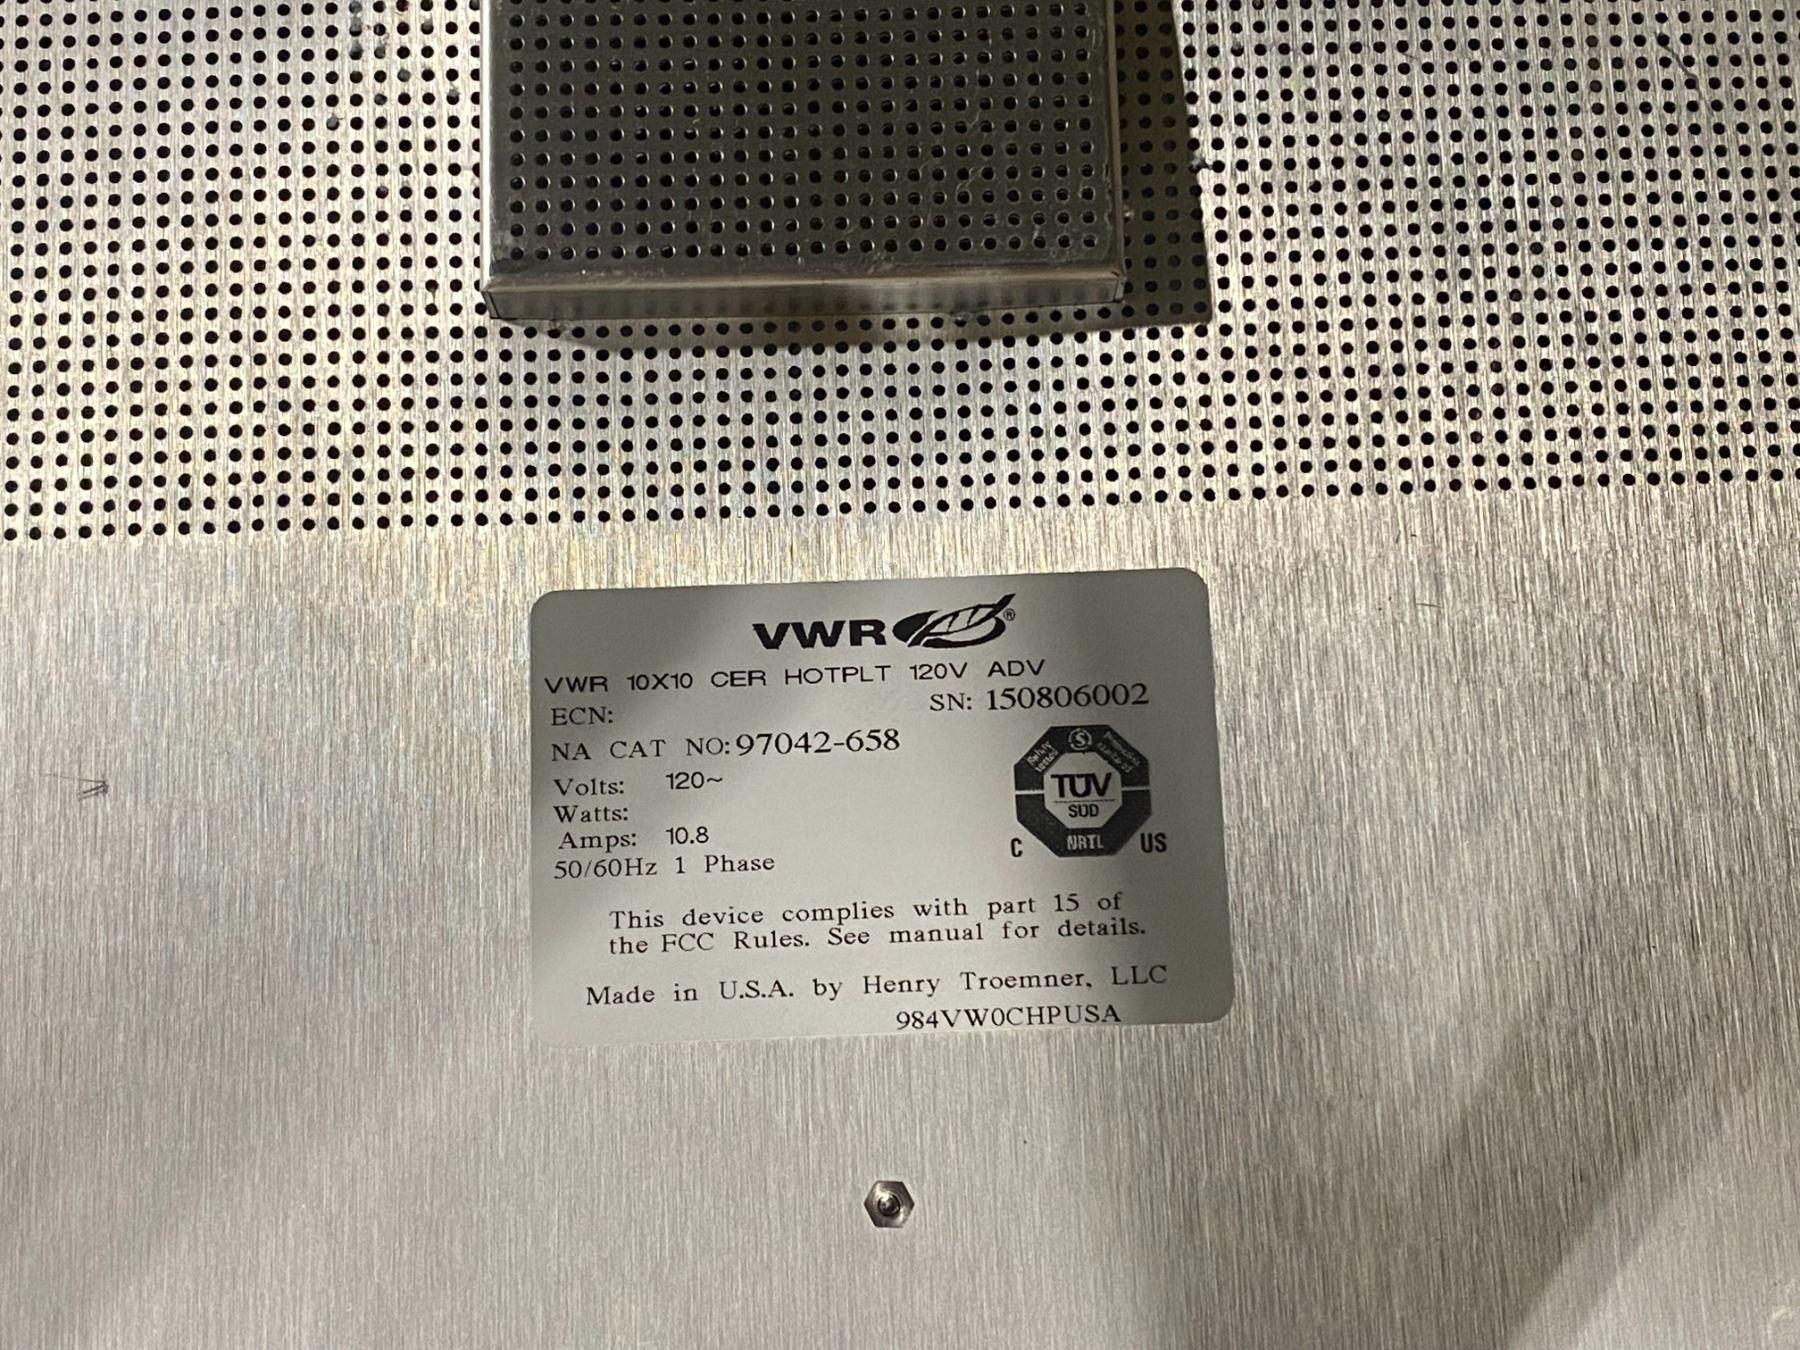 VWR®
VWR 10X10 CER HOTPLT 120V ADV
ECN:
SN: 150806002
NA CAT NO: 97042-658
Volts: 120~
Watts:
Amps: 10.8
50/60Hz 1 Phase
S
TÜV
SÜD
NRTL
C US
This device complies with part 15 of
the FCC Rules. See manual for details.
Made in U.S.A. by Henry Troemner, LLC
984VW0CHPUSA